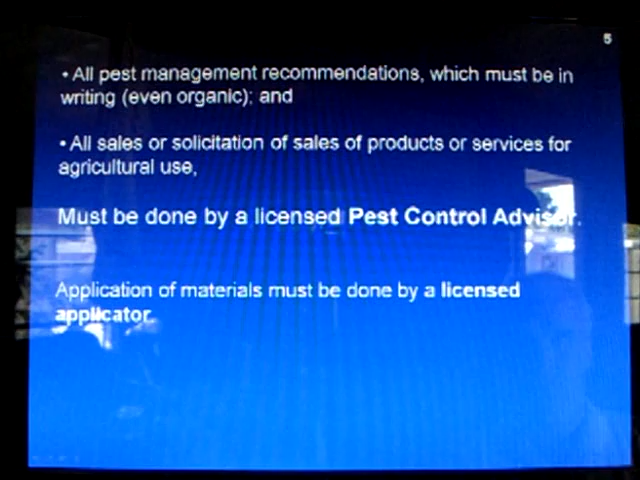 5
• All pest management recommendations, which must be in
writing (even organic); and
• All sales or solicitation of sales of products or services for
agricultural use,
Must be done by a licensed Pest Control Advisor.
Application of materials must be done by a licensed
applicator